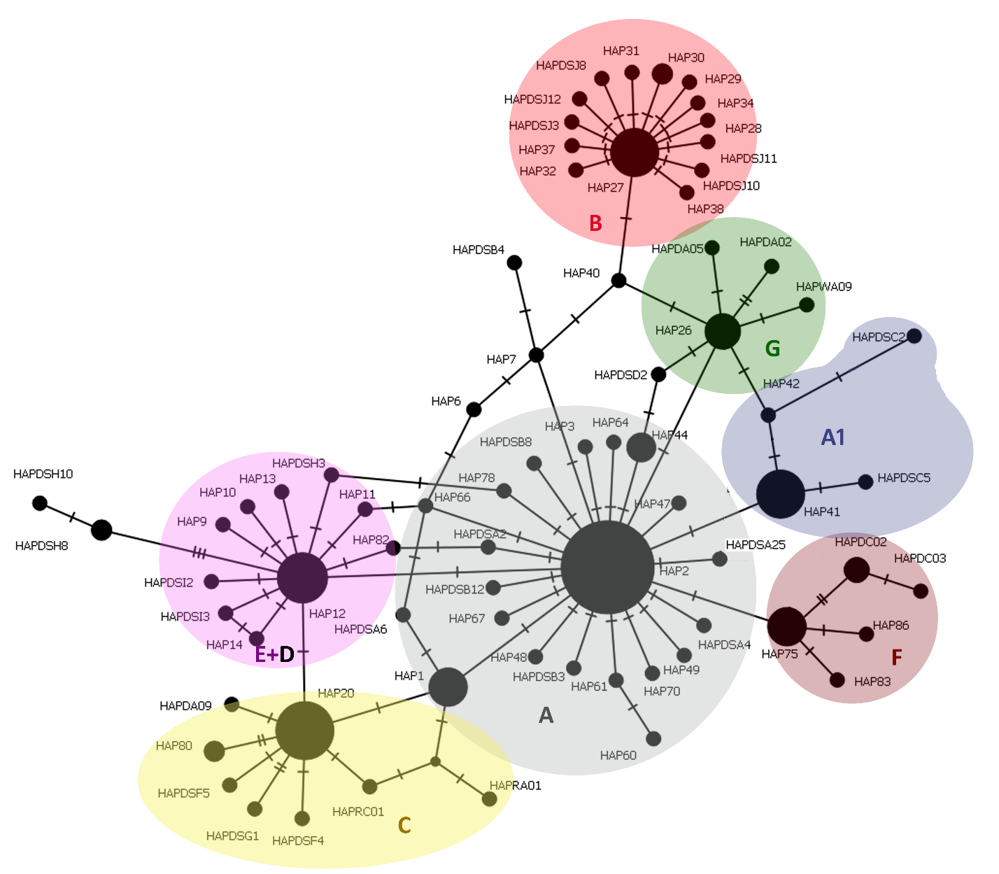 HAP31
HAP30
HAPDSJ8
HAP29
HAPDSJ12
HAP34
HAPDSJ3
HAP28
HAP37
HAPDSJ11
HAP32
HAP27
HAPDSJ10
HAP38
B
HAPDSB4
HAPDA05
HAPDA02
HAP40
HAPWA09
HAP26
G
HAPDSC2
HAP7
HAPDSD2
HAP42
HAP6
HAP3
HAP64
HAP44
A1
HAPDSB8
HAPDSH3
HAPDSH10
HAP13
HAP78
HAPDSC5
HAP10
HAP11
HAP66
HAP47
HAP41
HAP9
HAPDSH8
HAP82
HAPDSA2
HAPDSA25
HAPDC02
HAPDC03
HAP2
HAPDSI2
HAPDSB12
HAPDSI3
HAP12
HAP67
HAP86
HAPDSA6
HAP14
HAPDSA4
E+D
HAP48
HAP75
F
HAP49
HAP1
HAPDSB3
HAP61
HAP70
HAP83
HAP20
HAPDA09
A
HAP80
HAP60
HAPRA01
HAPDSF5
HAPRC01
C
HAPDSG1
HAPDSF4